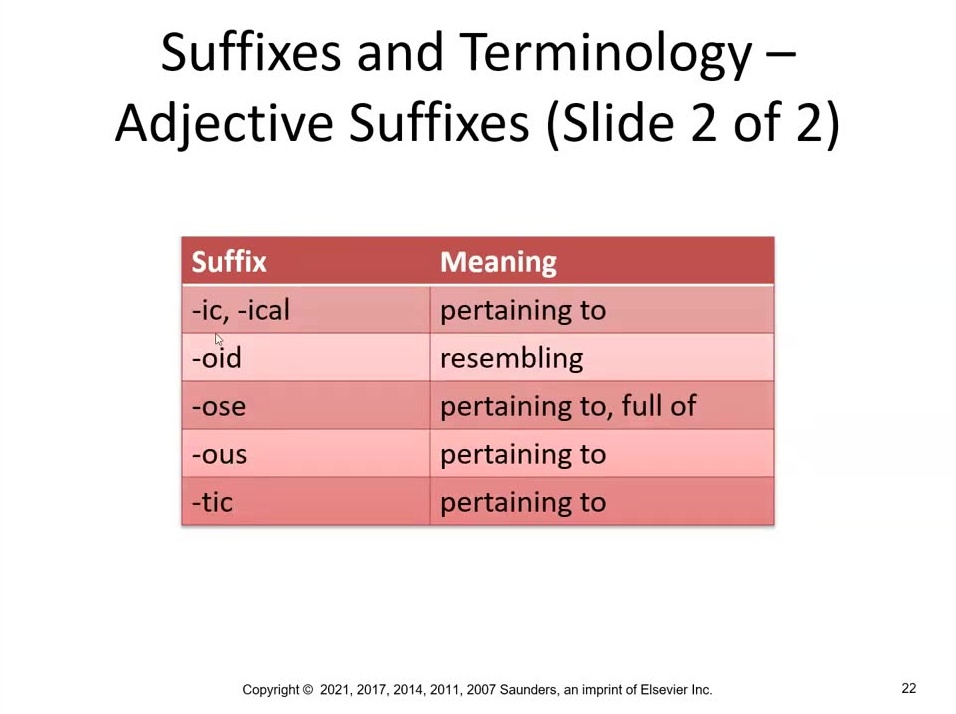 Suffixes and Terminology –
Adjective Suffixes (Slide 2 of 2)
Suffix Meaning
-ic, -ical pertaining to
-oid resembling
-ose pertaining to, full of
-ous pertaining to
-tic pertaining to
Copyright © 2021, 2017, 2014, 2011, 2007 Saunders, an imprint of Elsevier Inc. 22